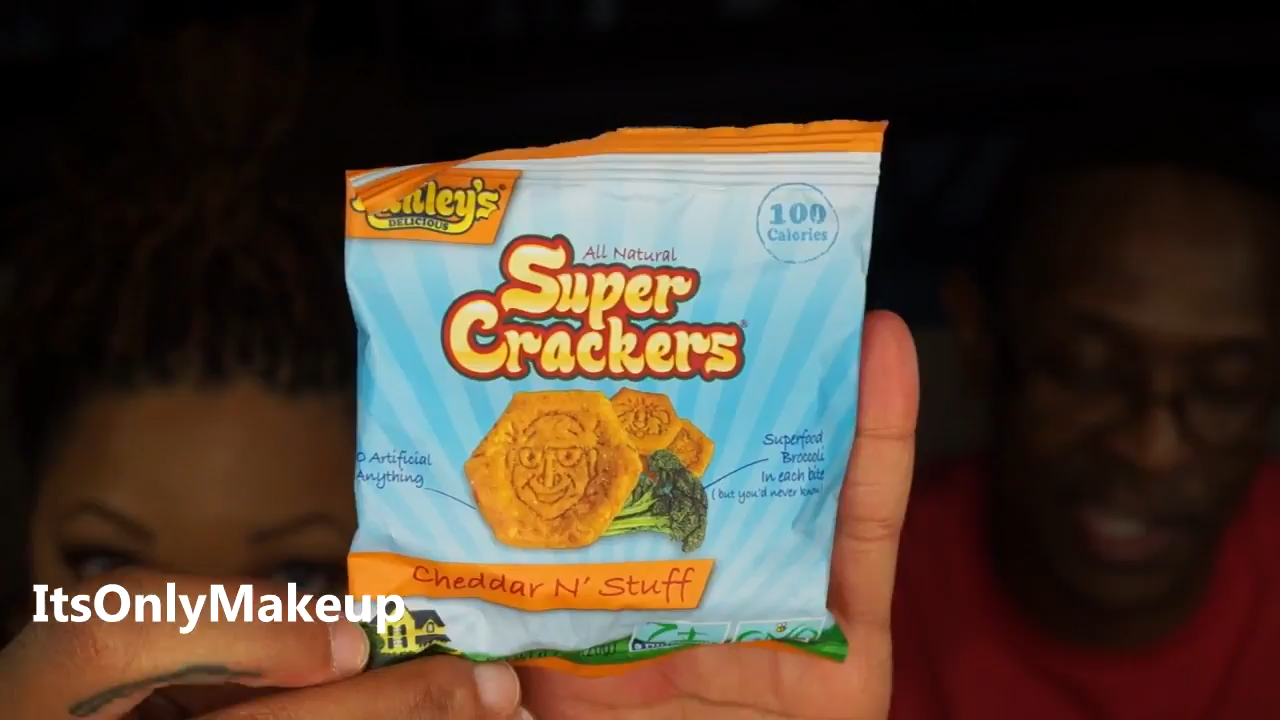 DELICIOUS
100
Calories
All Natural
Super
Crackers
Artificial
Anything
Superfood
Broccoli
In each bite
(but you'd never know)
Cheddar N' Stuff
ItsOnlyMakeup